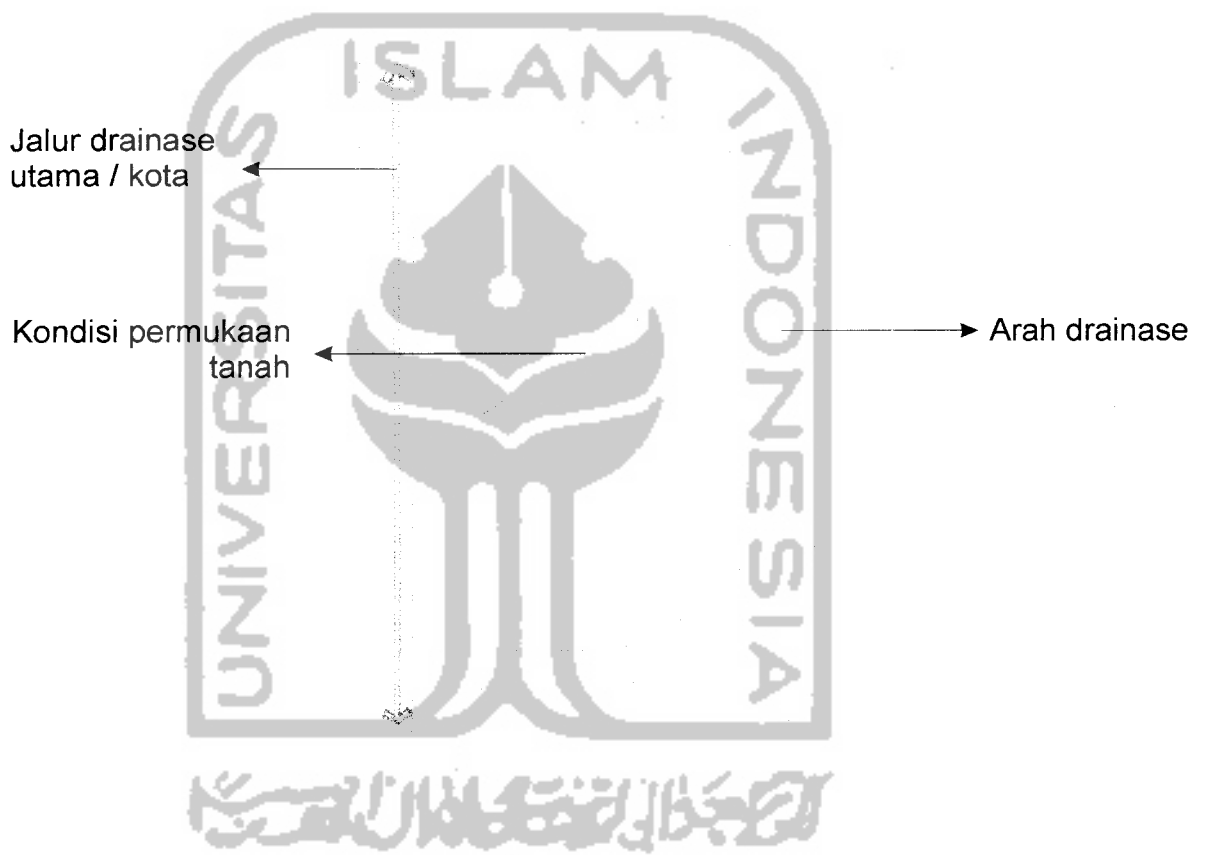 ISLAM
UNIVERSITAS
INDONESIA
Jalur drainase
utama / kota
Kondisi permukaan
tanah
Arah drainase